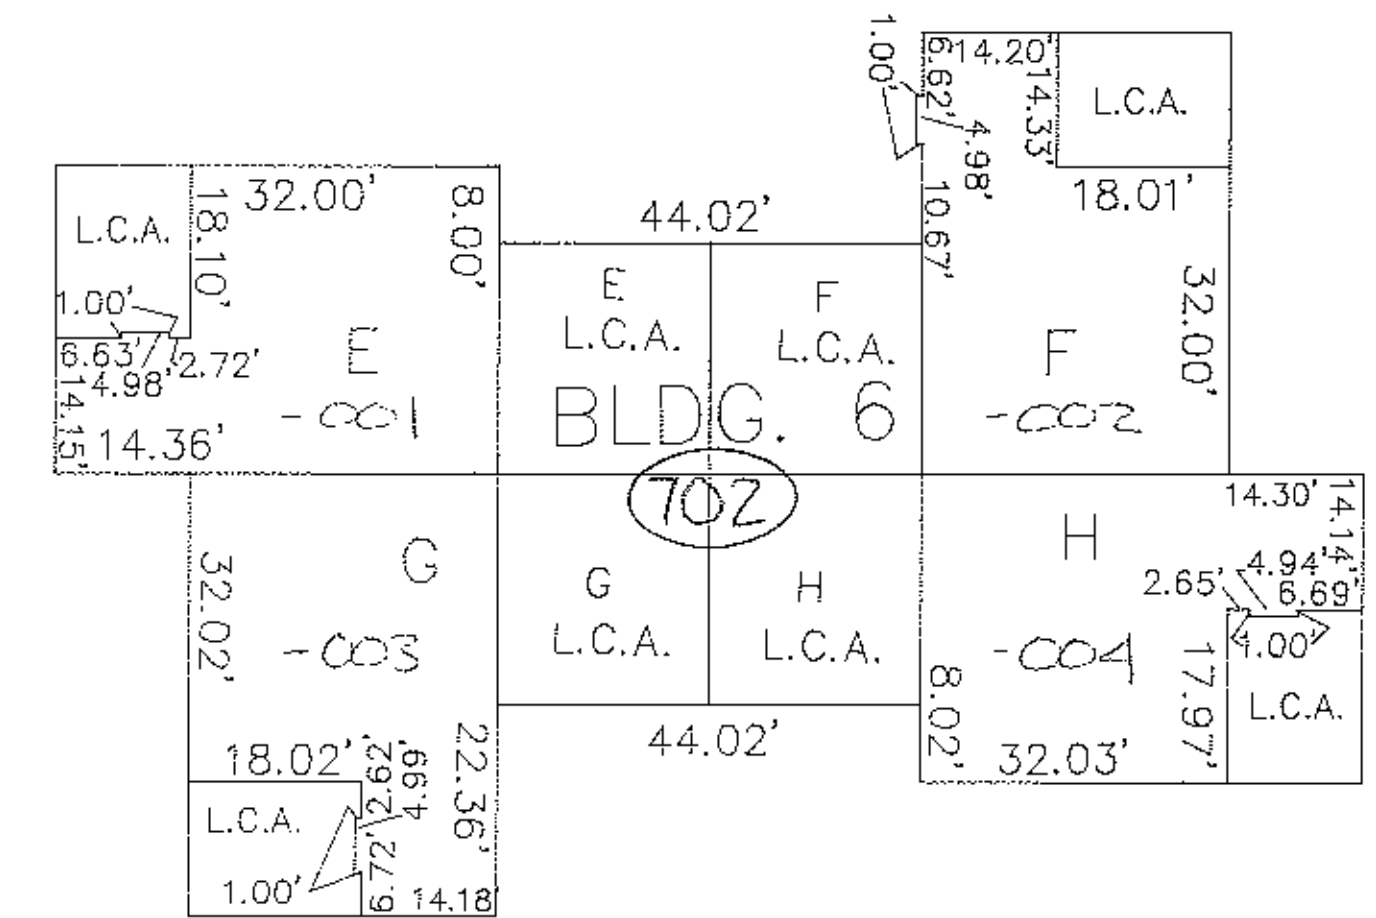 1.00'
6.62'
14.20'
14.33'
L.C.A.
4.98'
18.01'
10.67'
32.00'
18.10'
8.00'
44.02'
L.C.A.
1.00'
6.63'
4.98'
2.72'
14.15'
14.36'
E
-001
E
L.C.A.
F
L.C.A.
BLDG. 6
F
-002
32.00'
702
14.30'
14.14'
G
-003
32.02'
G
L.C.A.
H
L.C.A.
H
-004
2.65'
4.94'
6.69'
1.00'
17.97'
L.C.A.
8.02'
32.03'
44.02'
22.36'
18.02'
2.62'
4.99'
L.C.A.
1.00'
6.72'
14.18'